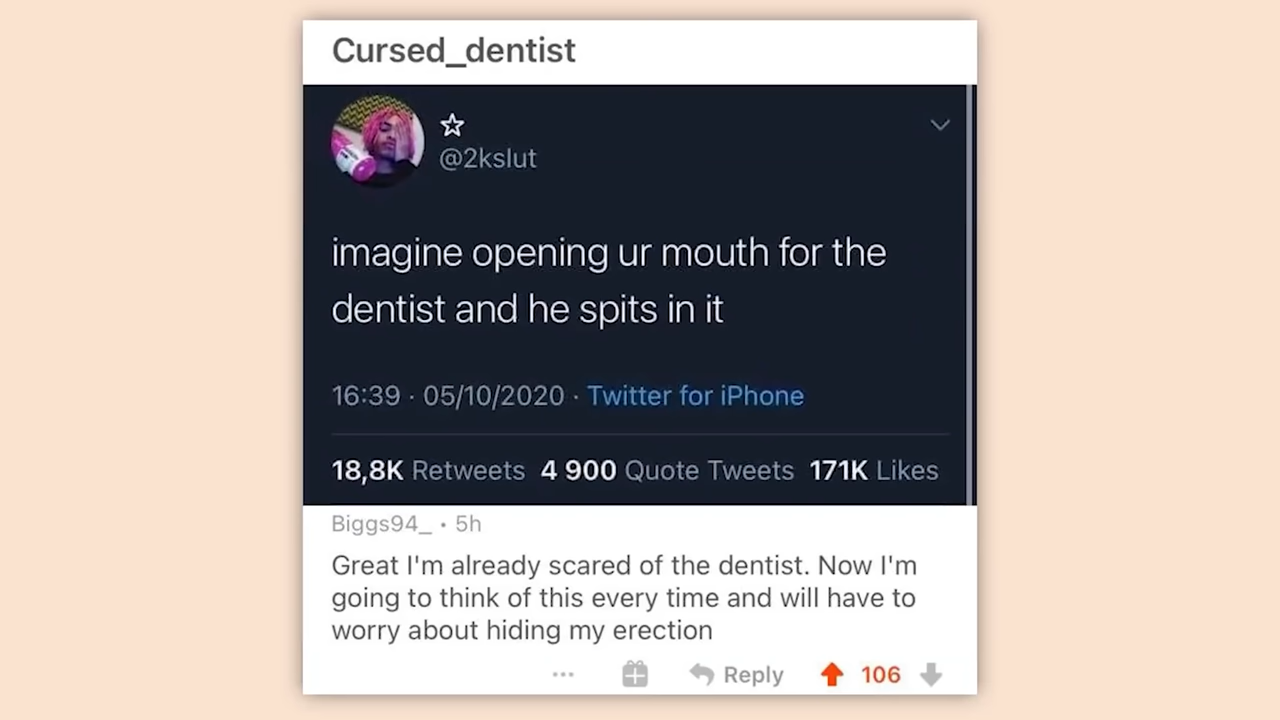 Cursed_dentist
☆
@2kslut
imagine opening ur mouth for the
dentist and he spits in it
16:39 · 05/10/2020 · Twitter for iPhone
18,8K Retweets 4 900 Quote Tweets 171K Likes
Biggs94_ • 5h
Great I'm already scared of the dentist. Now I'm
going to think of this every time and will have to
worry about hiding my erection
... Reply 106